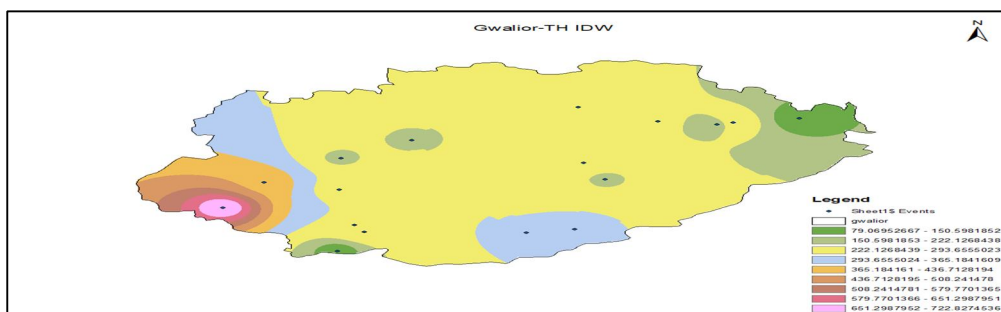 Gwalior-TH IDW
N
Legend
Sheet1$ Events
gwalior
79.06952667 - 150.5981852
150.5981853 - 222.1268438
222.1268439 - 293.6555023
293.6555024 - 365.1841609
365.184161 - 436.7128194
436.7128195 - 508.241478
508.2414781 - 579.7701365
579.7701366 - 651.2987951
651.2987952 - 722.8274536